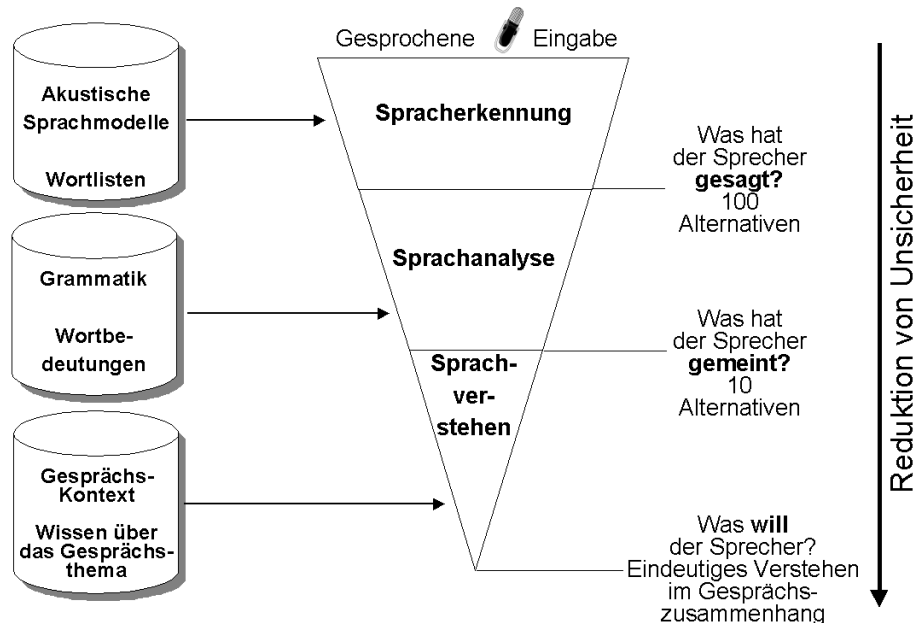 Gesprochene Eingabe
Akustische
Sprachmodelle
Wortlisten
Spracherkennung
Was hat
der Sprecher
gesagt?
100
Alternativen
Grammatik
Wortbe-
deutungen
Sprachanalyse
Was hat
der Sprecher
gemeint?
10
Alternativen
Gesprächs-
Kontext
Wissen über
das Gesprächs-
thema
Sprach-
ver-
stehen
Was will
der Sprecher?
Eindeutiges Verstehen
im Gesprächs-
zusammenhang
Reduktion von Unsicherheit